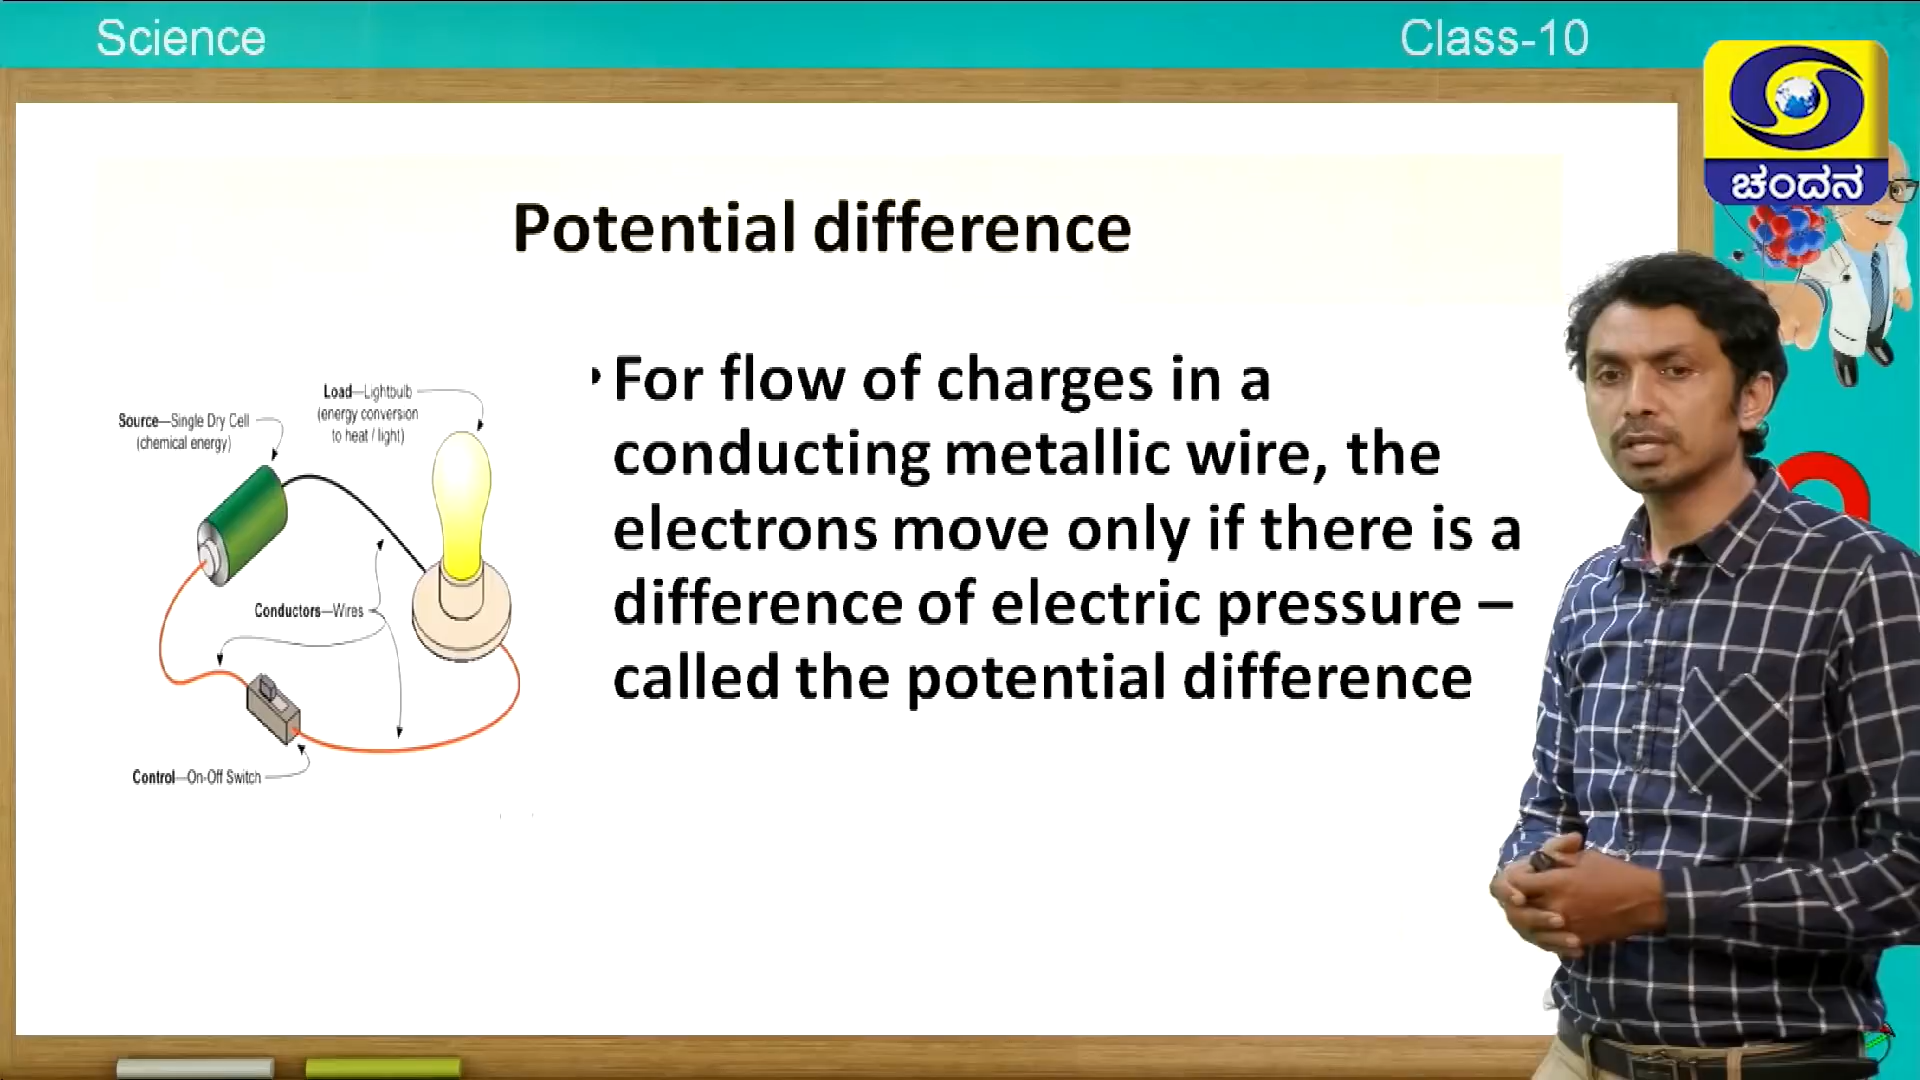 Science
Class-10
ಚಂದನ
Potential difference
Load—Lightbulb
(energy conversion
to heat / light)
Source—Single Dry Cell
(chemical energy)
Conductors—Wires
Control—On-Off Switch
• For flow of charges in a
conducting metallic wire, the
electrons move only if there is a
difference of electric pressure –
called the potential difference